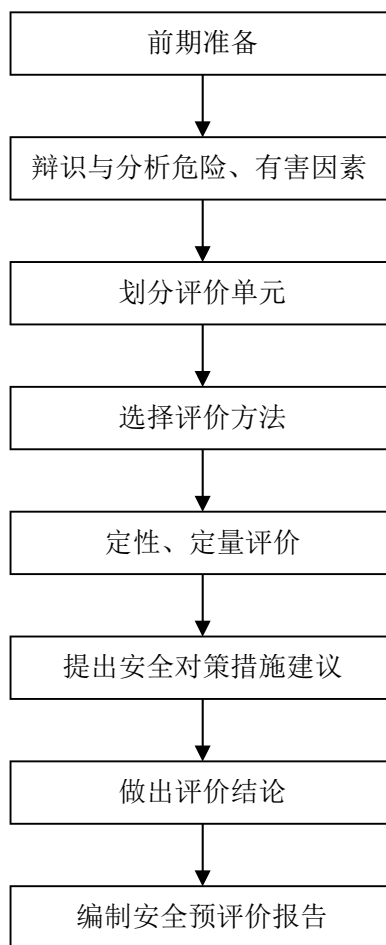 前期准备
辩识与分析危险、有害因素
划分评价单元
选择评价方法
定性、定量评价
提出安全对策措施建议
做出评价结论
编制安全预评价报告